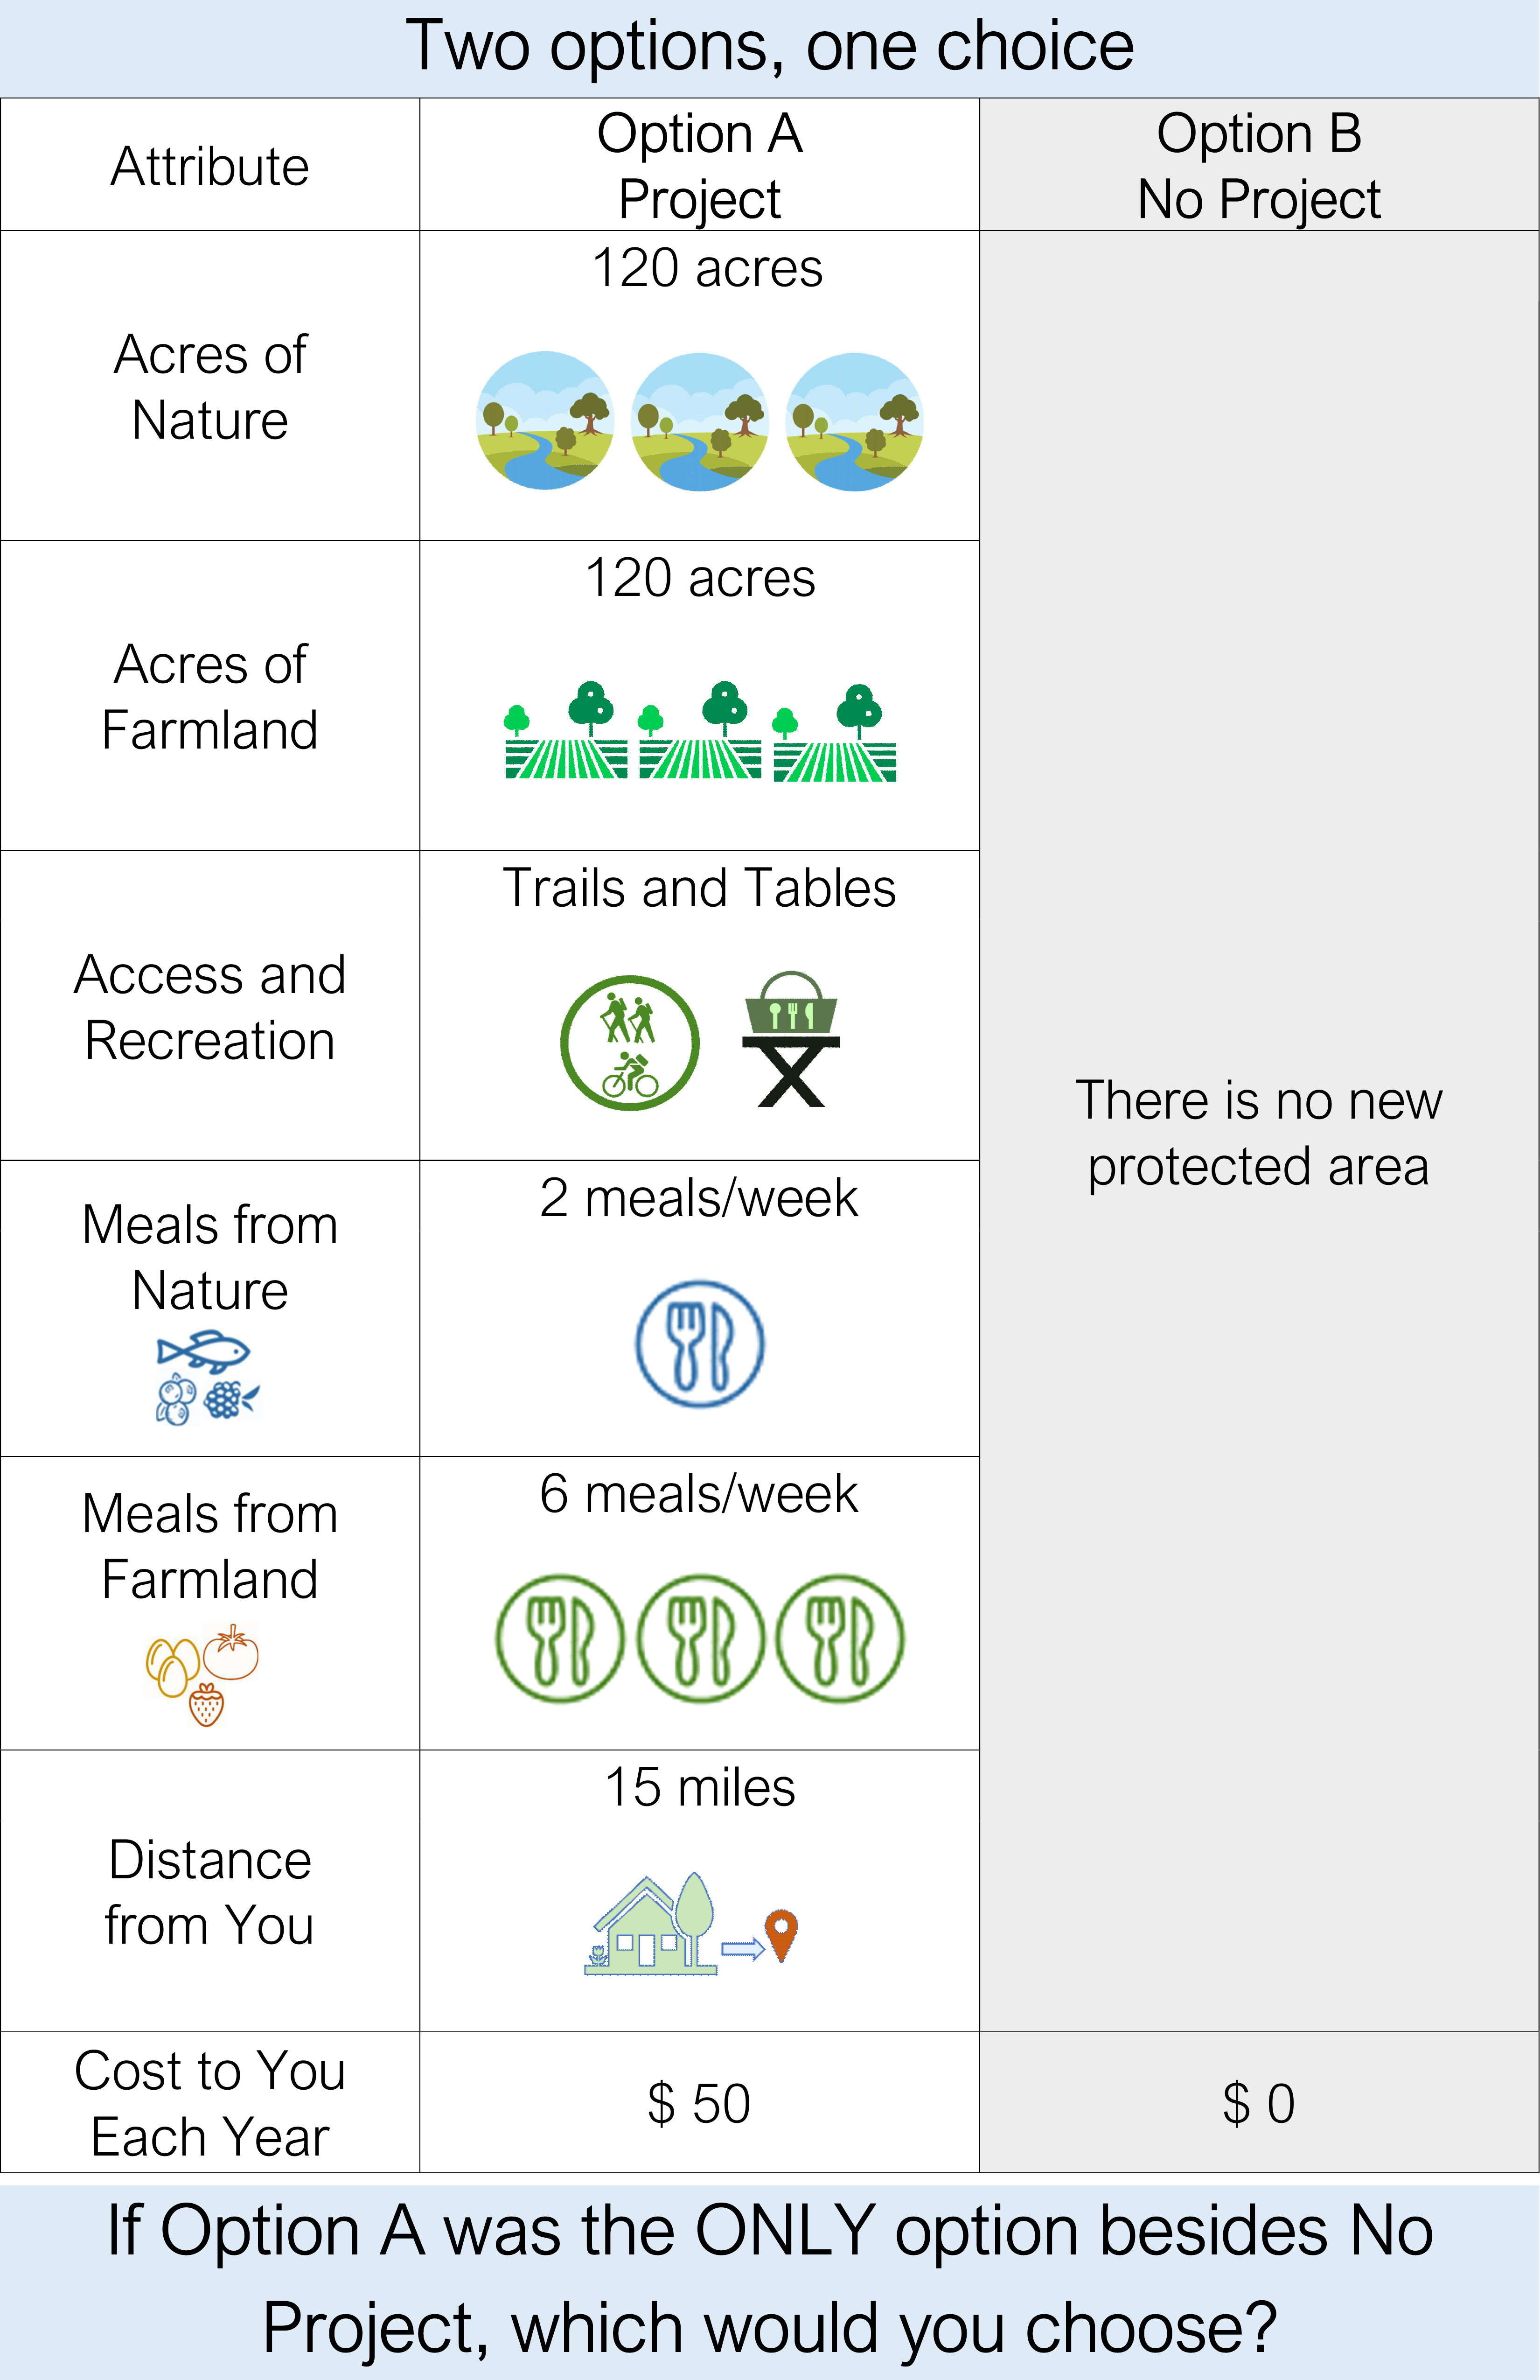 Two options, one choice
Attribute
Option A
Project
Option B
No Project
Acres of
Nature
120 acres
Acres of
Farmland
120 acres
Access and
Recreation
Trails and Tables
Meals from
Nature
2 meals/week
Meals from
Farmland
6 meals/week
Distance
from You
15 miles
There is no new
protected area
Cost to You
Each Year
$ 50
$ 0
If Option A was the ONLY option besides No
Project, which would you choose?